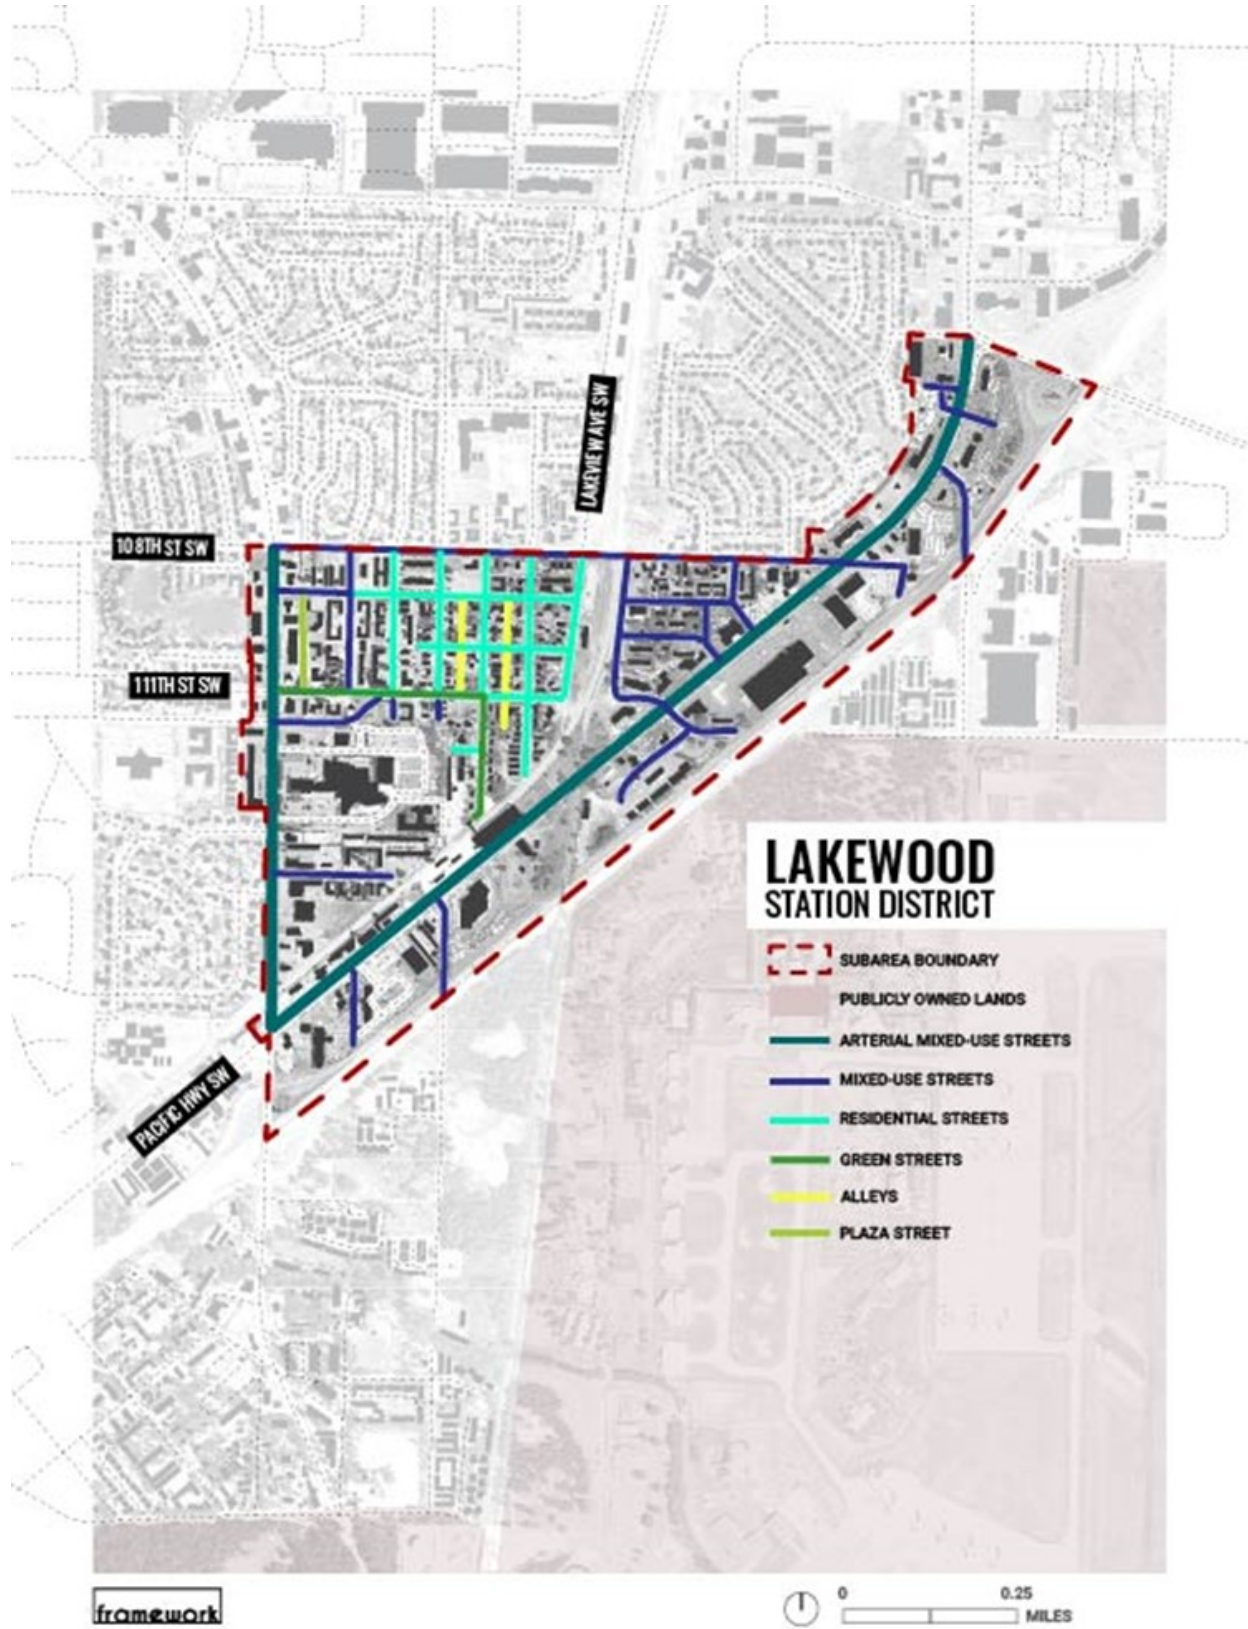 LAKEVIEW AVE SW
108TH ST SW
111TH ST SW
PACIFIC HWY SW
LAKEWOOD
STATION DISTRICT
SUBAREA BOUNDARY
PUBLICLY OWNED LANDS
ARTERIAL MIXED-USE STREETS
MIXED-USE STREETS
RESIDENTIAL STREETS
GREEN STREETS
ALLEYS
PLAZA STREET
framework
0 0.25
MILES